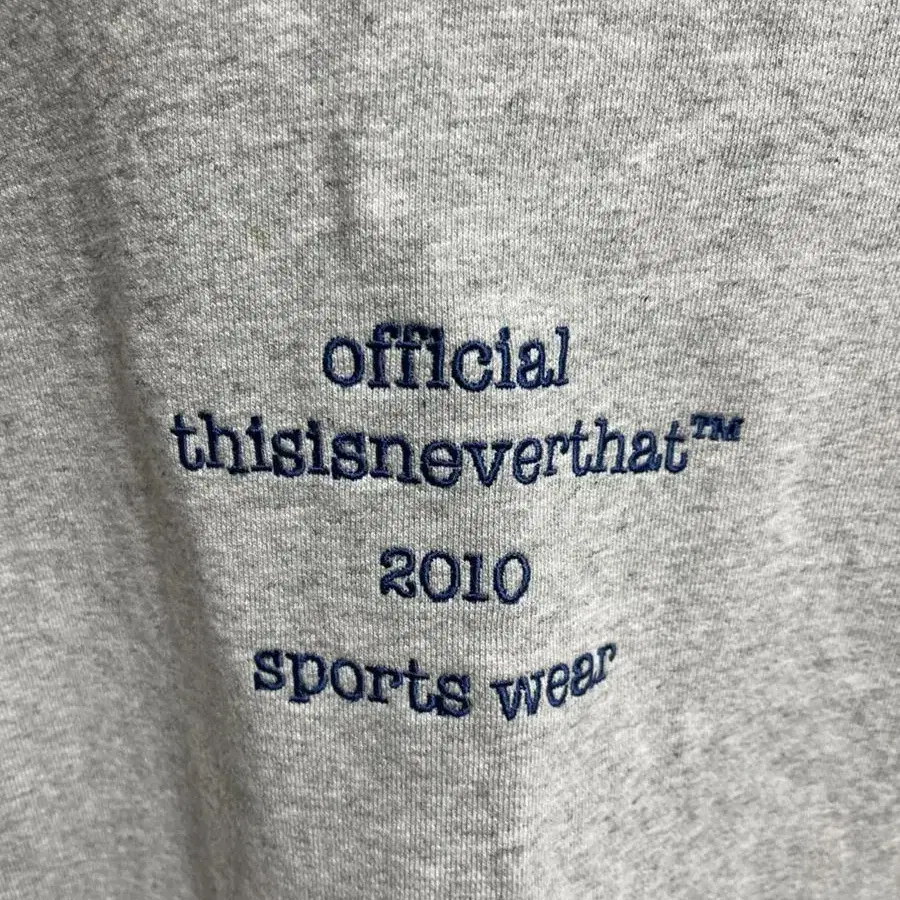 official
thisisneverthat™
2010
sports wear